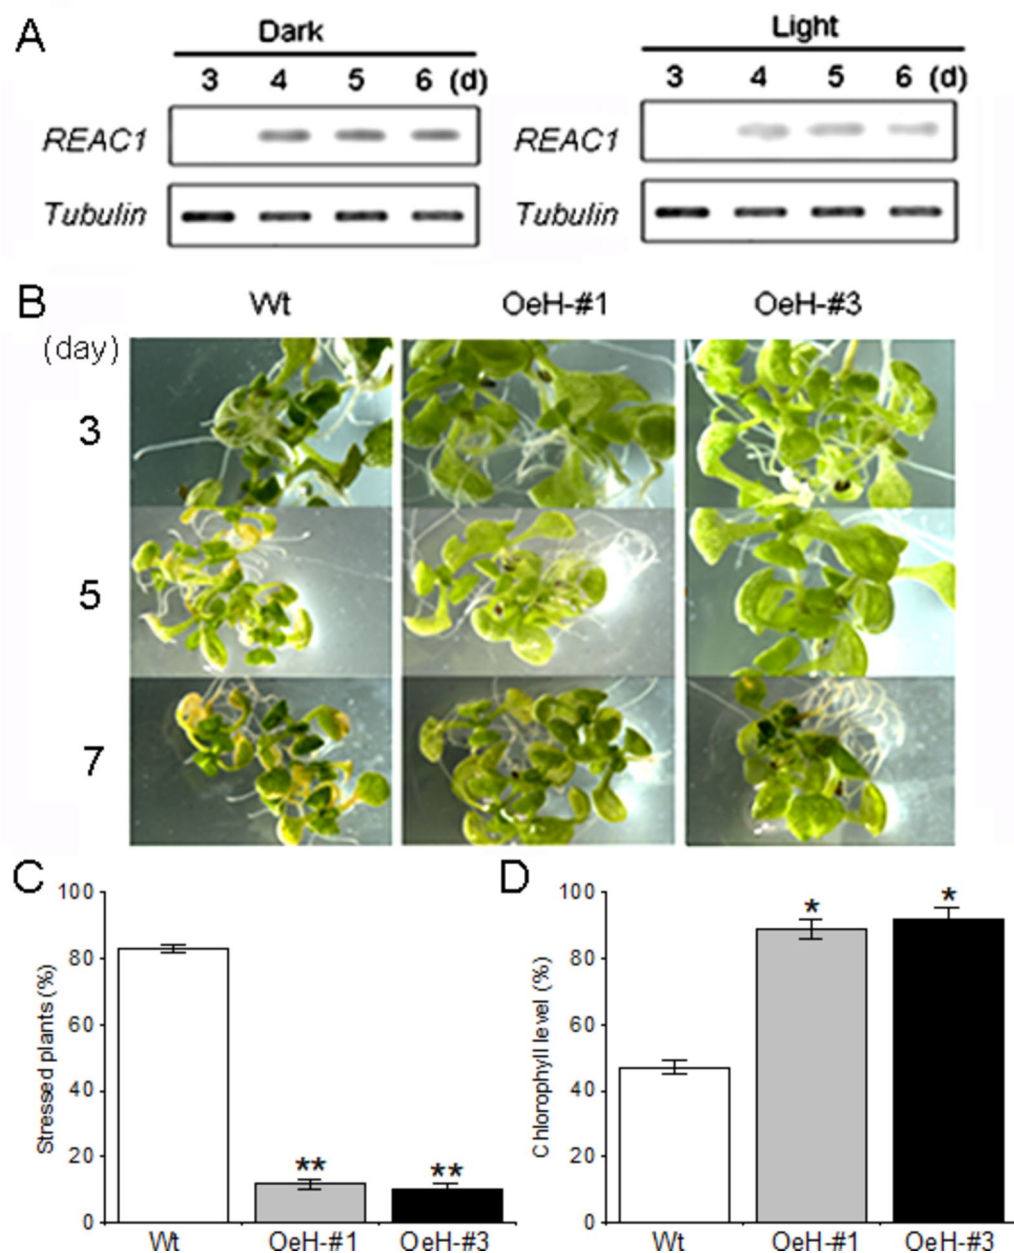 A
Dark
3 4 5 6 (d)
REAC1
Tubulin
Light
3 4 5 6 (d)
REAC1
Tubulin
B
Wt OeH-#1 OeH-#3
(day)
3
5
7
C
Stressed plants (%)
100
80
60
40
20
0
** **
Wt OeH-#1 OeH-#3
D
Chlorophyll level (%)
100
80
60
40
20
0
* *
Wt OeH-#1 OeH-#3